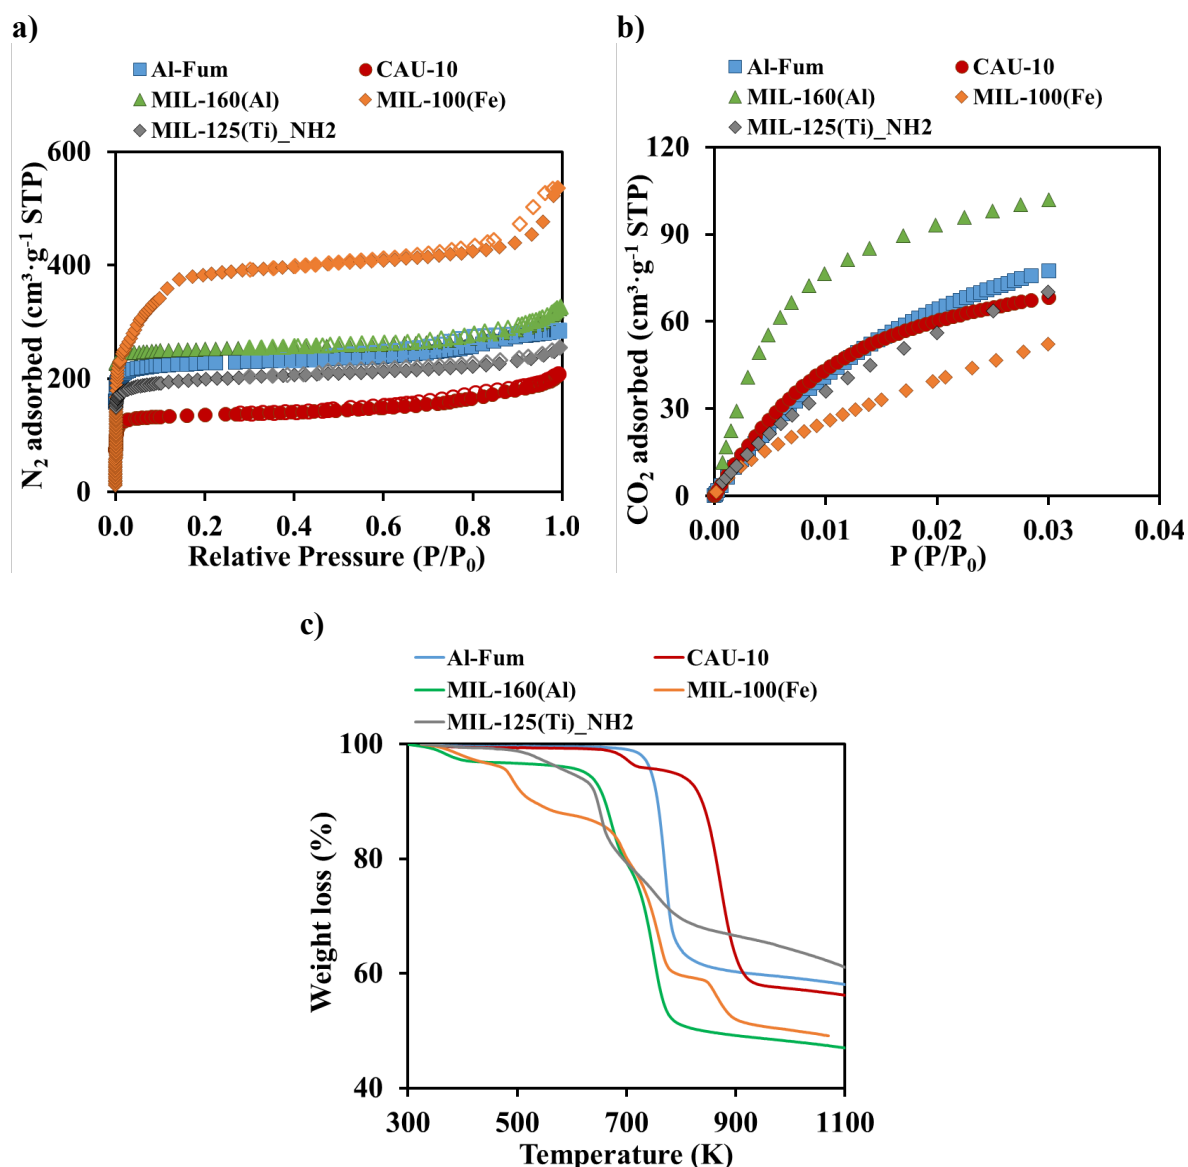 a)
Al-Fum
CAU-10
MIL-160(Al)
MIL-100(Fe)
MIL-125(Ti)_NH2
N₂ adsorbed (cm³·g⁻¹ STP)
600
400
200
0
0.0 0.2 0.4 0.6 0.8 1.0
Relative Pressure (P/P₀)
b)
Al-Fum
CAU-10
MIL-160(Al)
MIL-100(Fe)
MIL-125(Ti)_NH2
CO₂ adsorbed (cm³·g⁻¹ STP)
120
90
60
30
0
0.00 0.01 0.02 0.03 0.04
P (P/P₀)
c)
Al-Fum
CAU-10
MIL-160(Al)
MIL-100(Fe)
MIL-125(Ti)_NH2
Weight loss (%)
100
80
60
40
300 500 700 900 1100
Temperature (K)